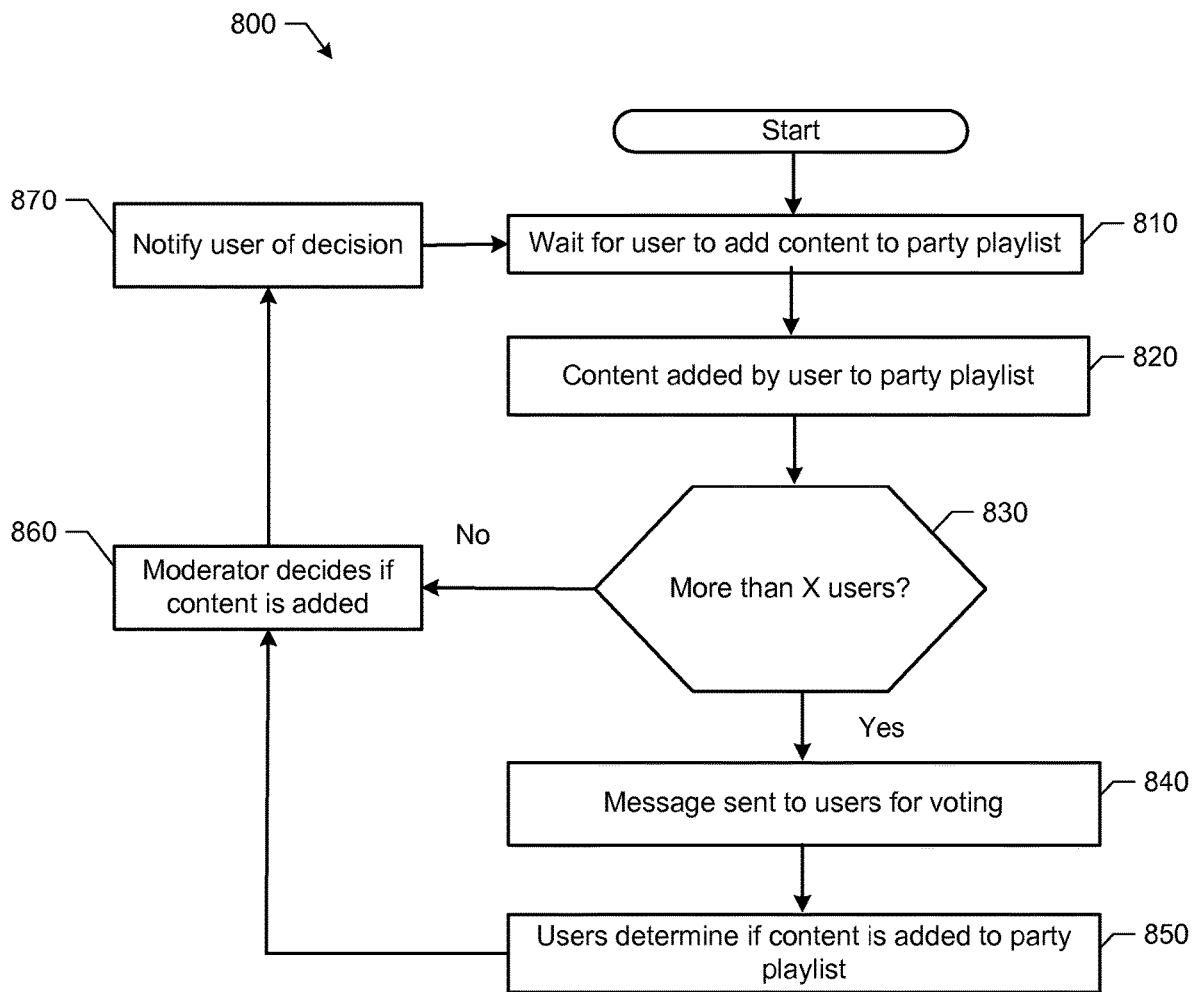 800
Start
870
Notify user of decision
Wait for user to add content to party playlist
810
Content added by user to party playlist
820
830
More than X users?
No
860
Moderator decides if
content is added
Yes
Message sent to users for voting
840
Users determine if content is added to party
playlist
850